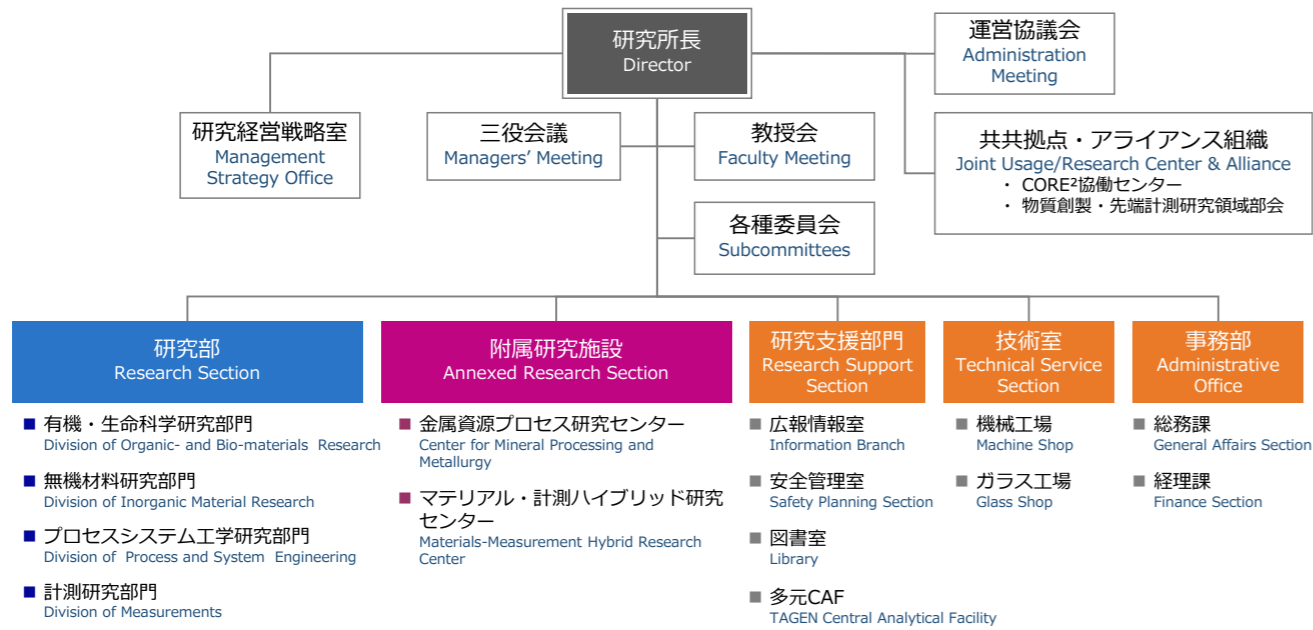 研究所長
Director
運営協議会
Administration
Meeting
研究経営戦略室
Management
Strategy Office
三役会議
Managers’ Meeting
教授会
Faculty Meeting
共共拠点・アライアンス組織
Joint Usage/Research Center & Alliance
・ CORE²協働センター
・ 物質創製・先端計測研究領域部会
各種委員会
Subcommittees
研究部
Research Section
■ 有機・生命科学研究部門
Division of Organic- and Bio-materials Research
■ 無機材料研究部門
Division of Inorganic Material Research
■ プロセスシステム工学研究部門
Division of Process and System Engineering
■ 計測研究部門
Division of Measurements
附属研究施設
Annexed Research Section
■ 金属資源プロセス研究センター
Center for Mineral Processing and
Metallurgy
■ マテリアル・計測ハイブリッド研究
センター
Materials-Measurement Hybrid Research
Center
研究支援部門
Research Support
Section
■ 広報情報室
Information Branch
■ 安全管理室
Safety Planning Section
■ 図書室
Library
■ 多元CAF
TAGEN Central Analytical Facility
技術室
Technical Service
Section
■ 機械工場
Machine Shop
■ ガラス工場
Glass Shop
事務部
Administrative
Office
■ 総務課
General Affairs Section
■ 経理課
Finance Section